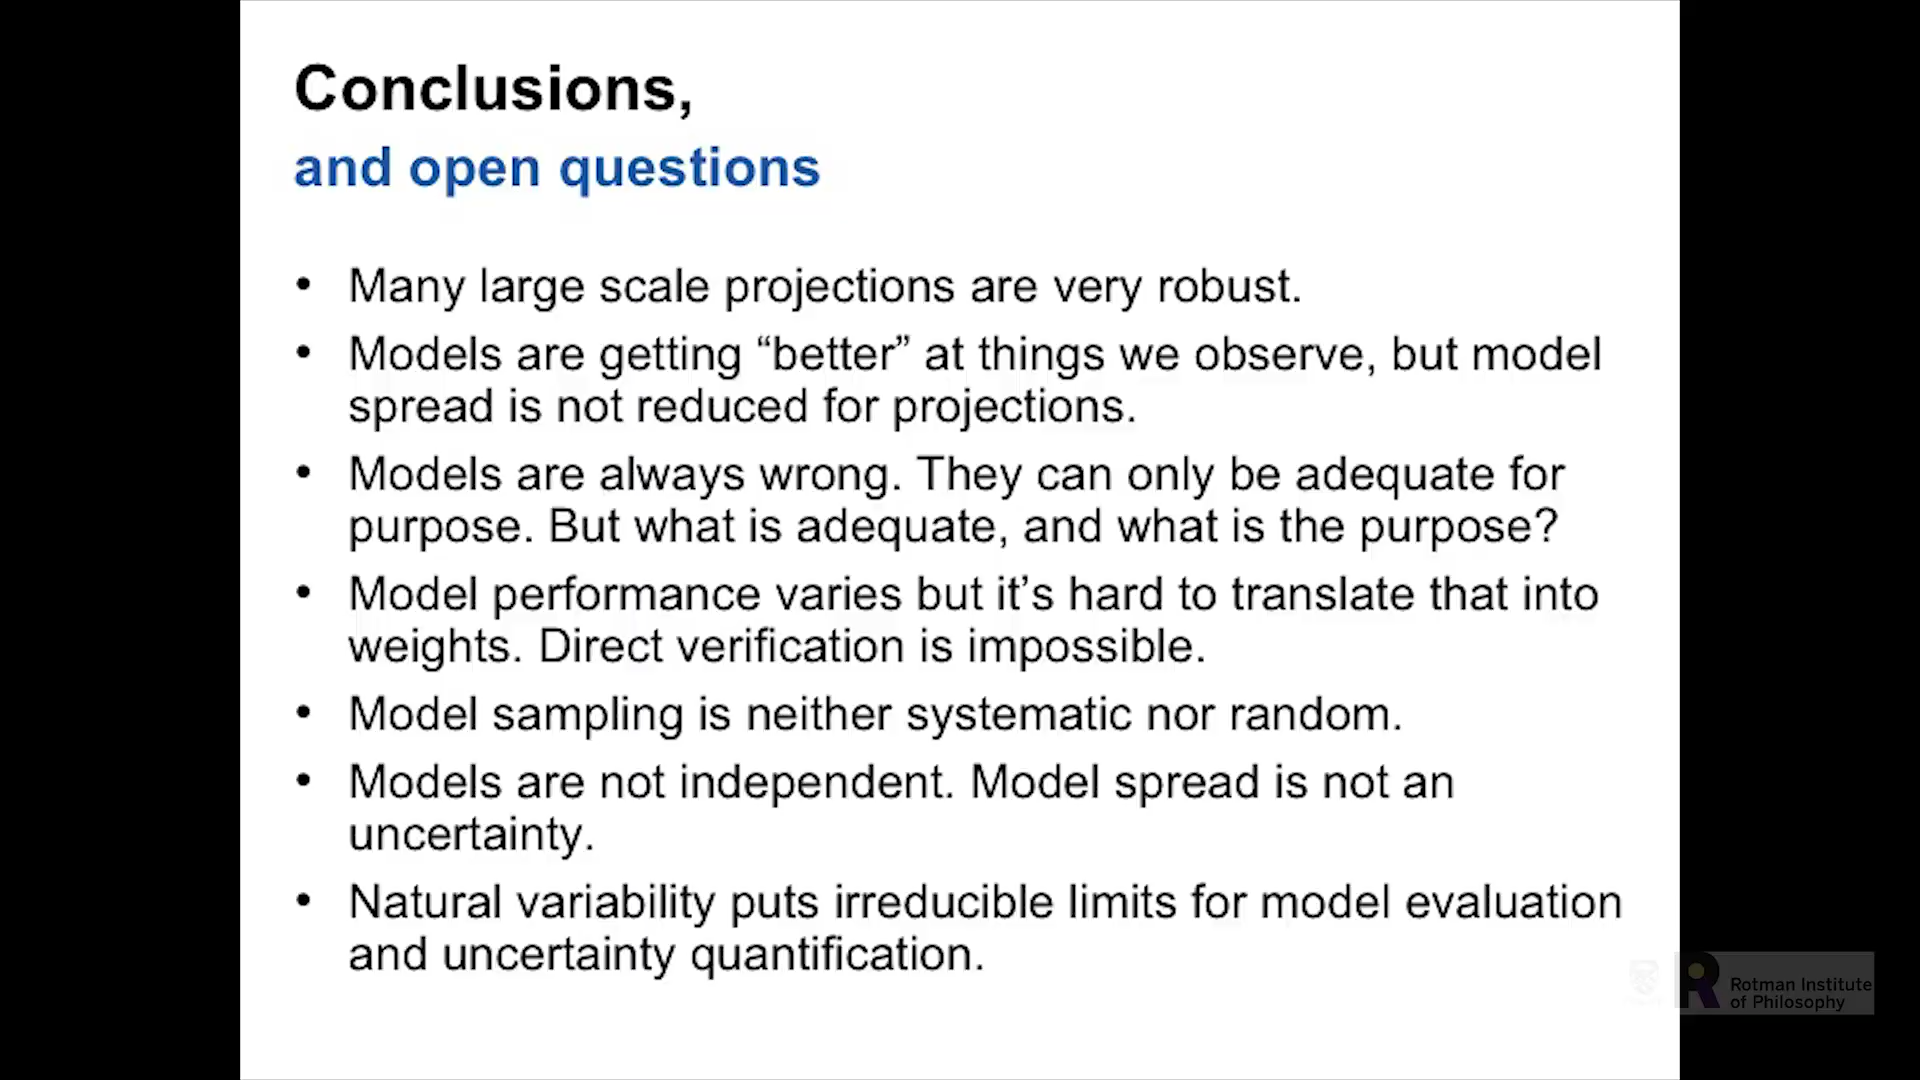 Conclusions,
and open questions
• Many large scale projections are very robust.
• Models are getting “better” at things we observe, but model
spread is not reduced for projections.
• Models are always wrong. They can only be adequate for
purpose. But what is adequate, and what is the purpose?
• Model performance varies but it’s hard to translate that into
weights. Direct verification is impossible.
• Model sampling is neither systematic nor random.
• Models are not independent. Model spread is not an
uncertainty.
• Natural variability puts irreducible limits for model evaluation
and uncertainty quantification.
Rotman Institute
of Philosophy